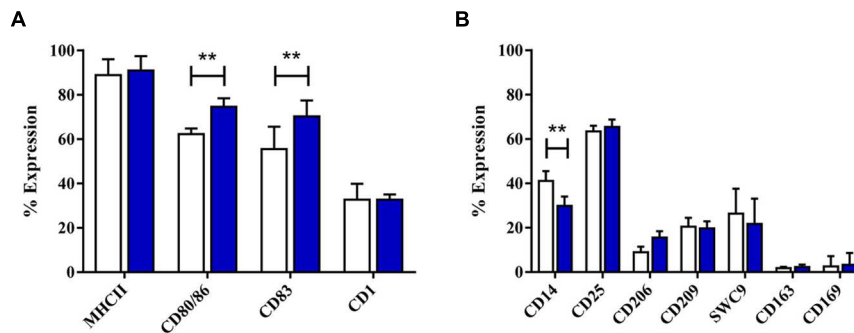 A
B
100
80
60
40
20
0
% Expression
**
**
MHCII
CD80/86
CD83
CD1
100
80
60
40
20
0
% Expression
**
CD14
CD25
CD206
CD209
SWC9
CD163
CD169